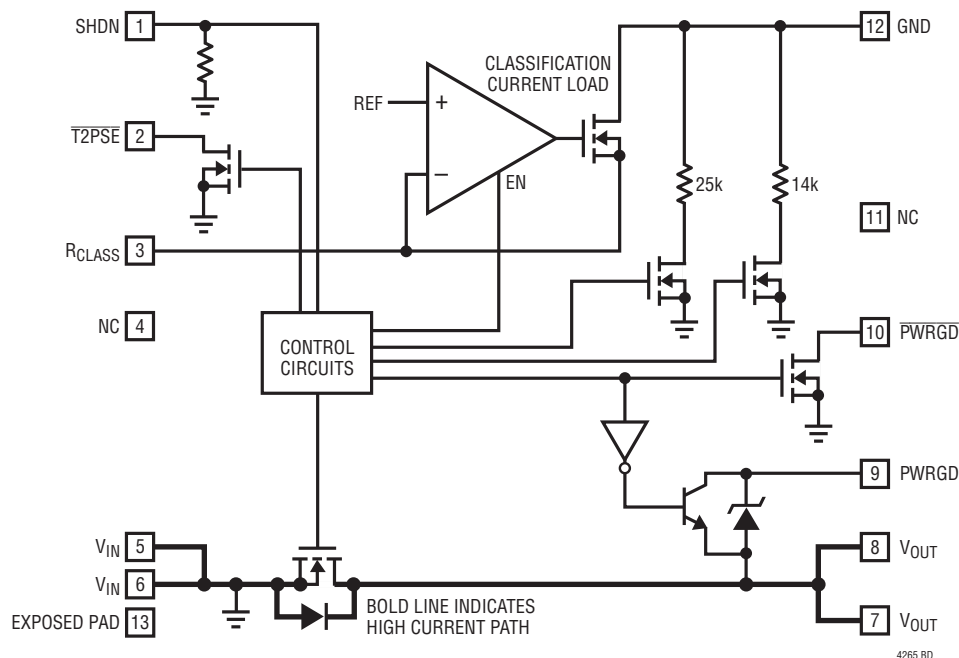 SHDN 1
12 GND
CLASSIFICATION
CURRENT LOAD
REF
+
T2PSE 2
−
EN
25k
14k
11 NC
RCLASS 3
NC 4
10 PWRGD
CONTROL
CIRCUITS
9 PWRGD
VIN 5
8 VOUT
VIN 6
BOLD LINE INDICATES
HIGH CURRENT PATH
EXPOSED PAD 13
7 VOUT
4265 BD